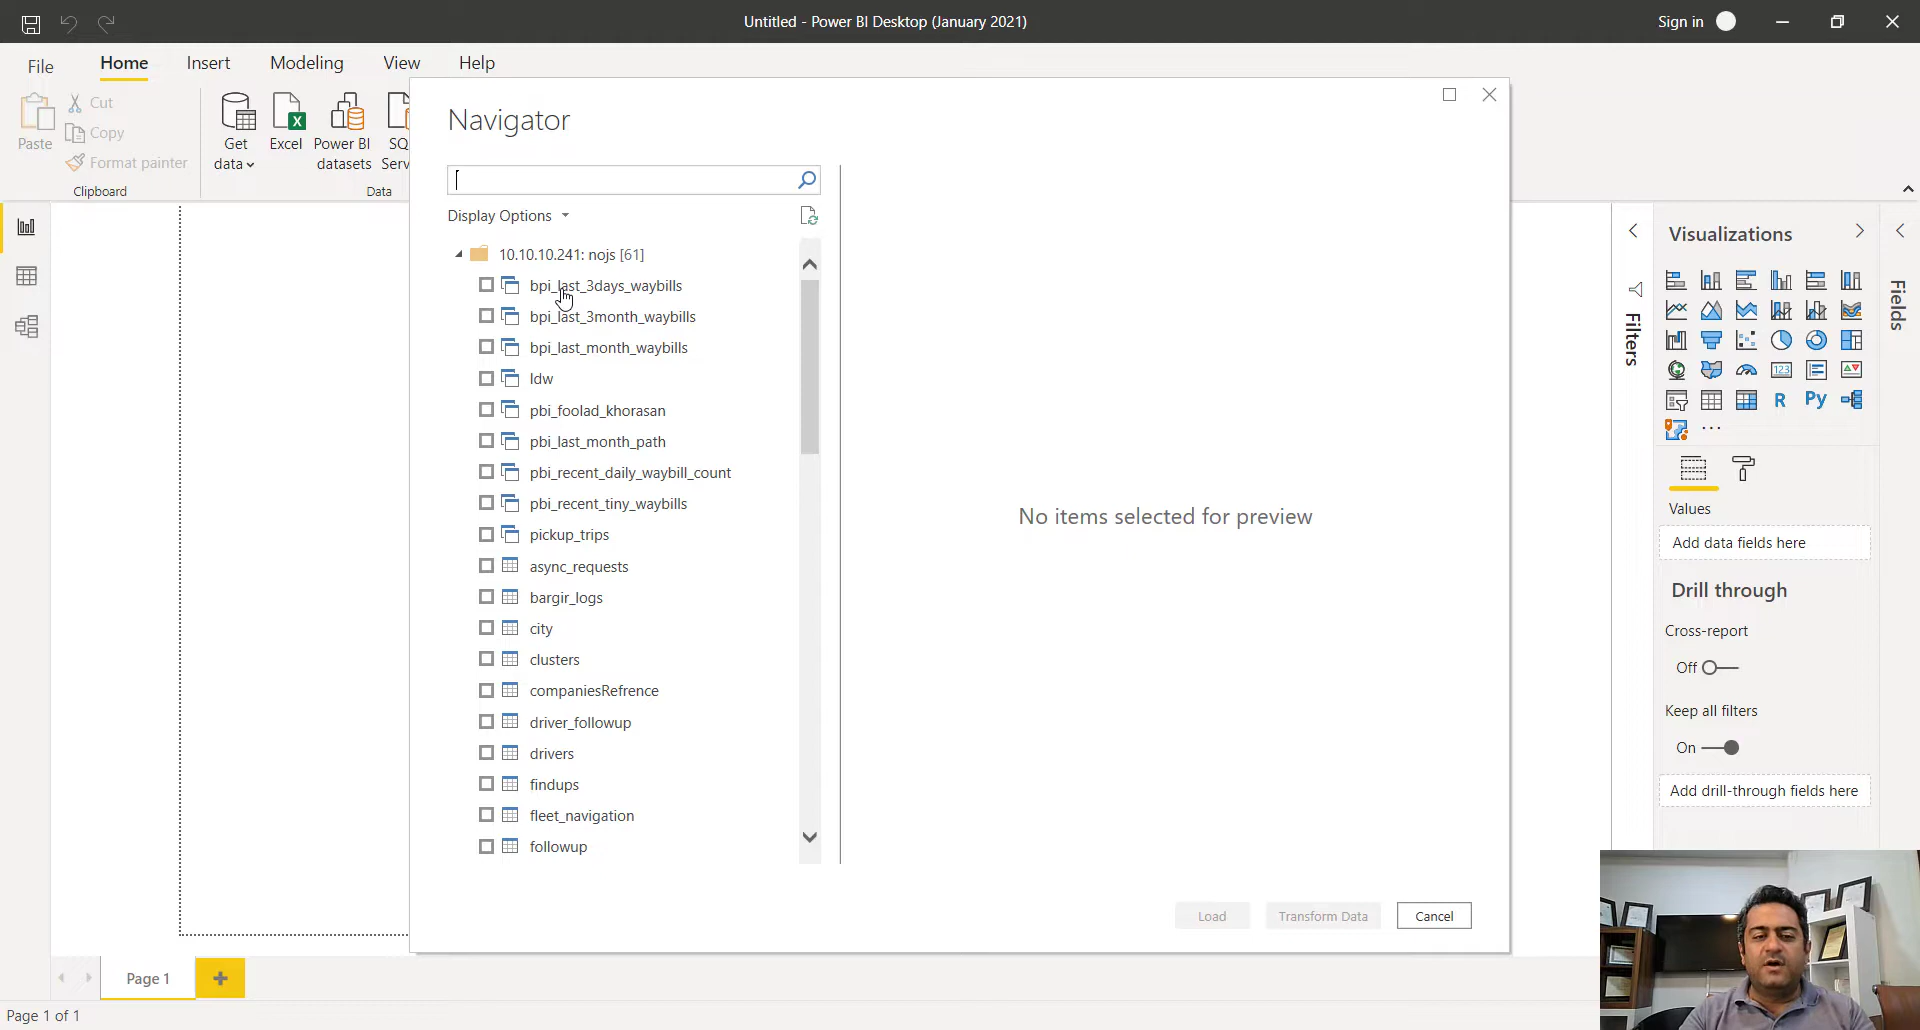 Untitled - Power BI Desktop (January 2021)
Sign in
File
Home
Insert
Modeling
View
Help
Paste
Cut
Copy
Format painter
Clipboard
Get data
Excel
Power BI datasets
SQ
Serv
Data
Navigator
Display Options
10.10.10.241: nojs [61]
bpi_last_3days_waybills
bpi_last_3month_waybills
bpi_last_month_waybills
ldw
pbi_foolad_khorasan
pbi_last_month_path
pbi_recent_daily_waybill_count
pbi_recent_tiny_waybills
pickup_trips
async_requests
bargir_logs
city
clusters
companiesRefrence
driver_followup
drivers
findups
fleet_navigation
followup
No items selected for preview
Load
Transform Data
Cancel
Filters
Visualizations
123
R
Py
Values
Add data fields here
Drill through
Cross-report
Off
Keep all filters
On
Add drill-through fields here
Fields
Page 1
Page 1 of 1